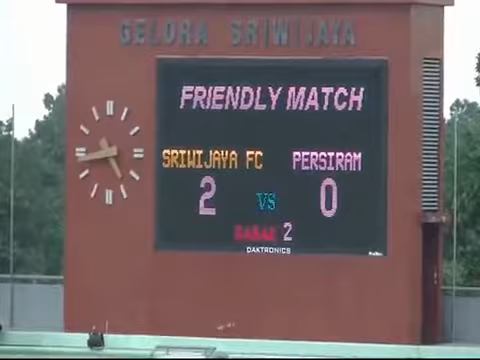 GELORA SRIWIJAYA
FRIENDLY MATCH
SRIWIJAYA FC PERSIRAM
2 VS 0
BABAK 2
DAKTRONICS